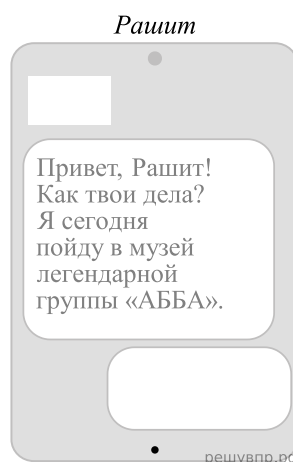 Рашит
Привет, Рашит!
Как твои дела?
Я сегодня
пойду в музей
легендарной
группы «АББА».
решувпр.рф